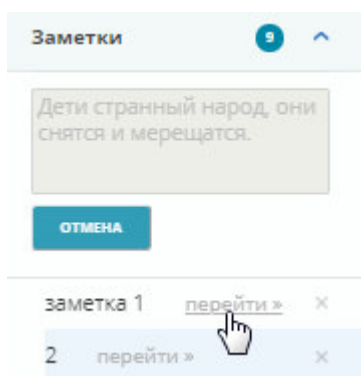 Заметки 9
Дети странный народ, они
снятся и мерещатся.
ОТМЕНА
заметка 1 перейти » ×
2 перейти » ×